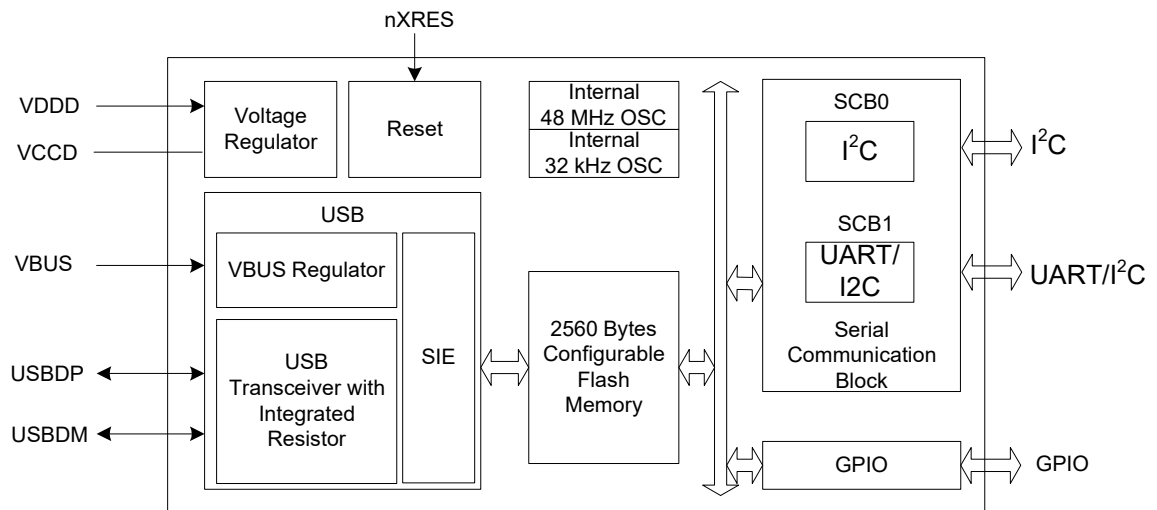 nXRES
VDDD
VCCD
Voltage
Regulator
Reset
Internal
48 MHz OSC
Internal
32 kHz OSC
SCB0
I²C
I²C
SCB1
UART/
I2C
UART/I²C
Serial
Communication
Block
USB
VBUS
VBUS Regulator
SIE
USBDP
USBDM
USB
Transceiver with
Integrated
Resistor
2560 Bytes
Configurable
Flash
Memory
GPIO
GPIO